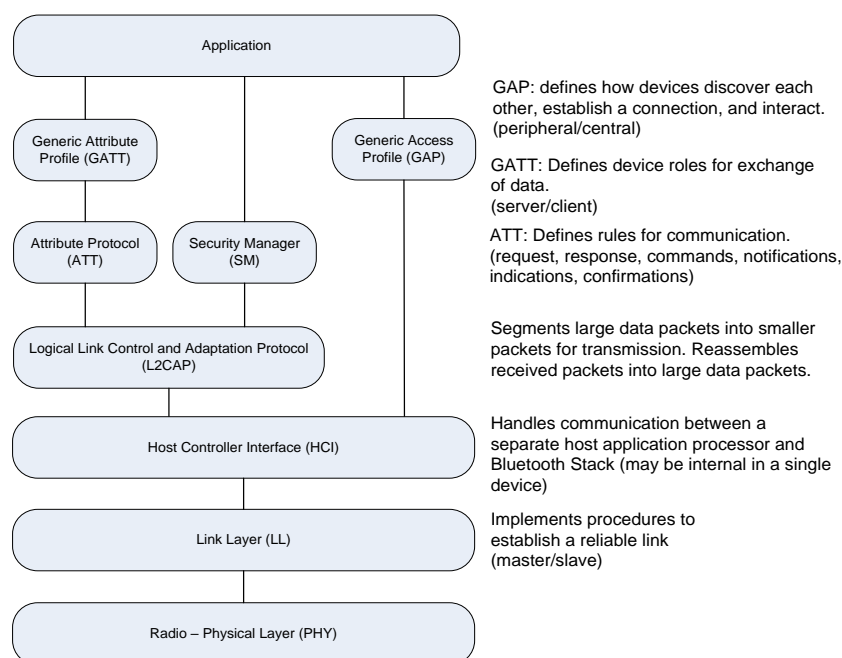 Application
GAP: defines how devices discover each
other, establish a connection, and interact.
(peripheral/central)
Generic Attribute
Profile (GATT)
Generic Access
Profile (GAP)
GATT: Defines device roles for exchange
of data.
(server/client)
Attribute Protocol
(ATT)
Security Manager
(SM)
ATT: Defines rules for communication.
(request, response, commands, notifications,
indications, confirmations)
Logical Link Control and Adaptation Protocol
(L2CAP)
Segments large data packets into smaller
packets for transmission. Reassembles
received packets into large data packets.
Host Controller Interface (HCI)
Handles communication between a
separate host application processor and
Bluetooth Stack (may be internal in a single
device)
Link Layer (LL)
Implements procedures to
establish a reliable link
(master/slave)
Radio – Physical Layer (PHY)